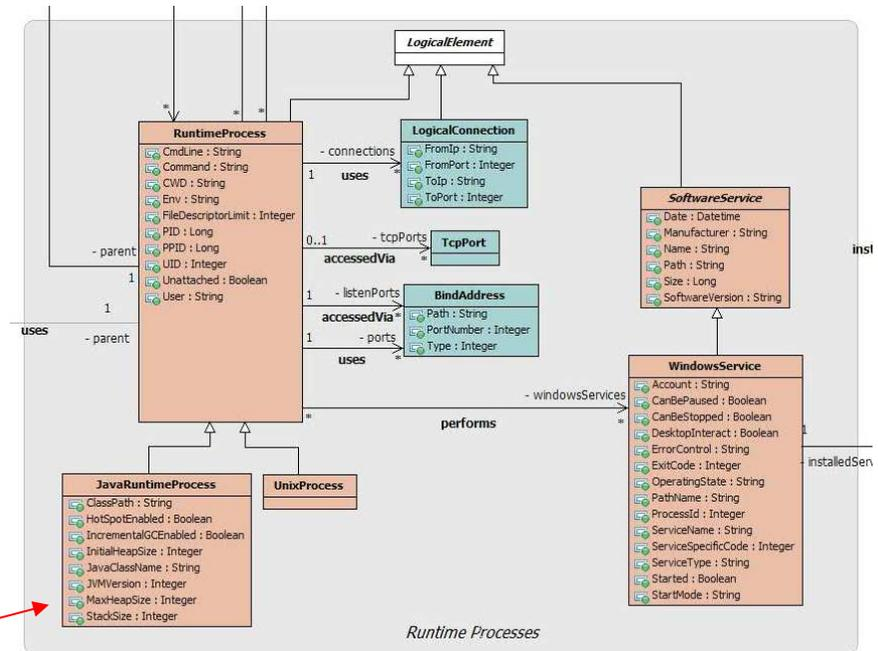 LogicalElement
RuntimeProcess
CmdLine : String
Command : String
CWD : String
Env : String
FileDescriptorLimit : Integer
PID : Long
PPID : Long
UID : Integer
Unattached : Boolean
User : String
*
*
*
- parent
1
1
uses
- parent
- connections
1
uses
*
LogicalConnection
FromIp : String
FromPort : Integer
ToIp : String
ToPort : Integer
0..1
- tcpPorts
accessedVia
*
TcpPort
1
- listenPorts
accessedVia
*
1
- ports
uses
*
BindAddress
Path : String
PortNumber : Integer
Type : Integer
SoftwareService
Date : Datetime
Manufacturer : String
Name : String
Path : String
Size : Long
SoftwareVersion : String
inst
- windowsServices
*
performs
*
WindowsService
Account : String
CanBePaused : Boolean
CanBeStopped : Boolean
DesktopInteract : Boolean
ErrorControl : String
ExitCode : Integer
OperatingState : String
PathName : String
ProcessId : Integer
ServiceName : String
ServiceSpecificCode : Integer
ServiceType : String
Started : Boolean
StartMode : String
1
- installedServ
JavaRuntimeProcess
ClassPath : String
HotSpotEnabled : Boolean
IncrementalGCEnabled : Boolean
InitialHeapSize : Integer
JavaClassName : String
JVMVersion : Integer
MaxHeapSize : Integer
StackSize : Integer
UnixProcess
Runtime Processes